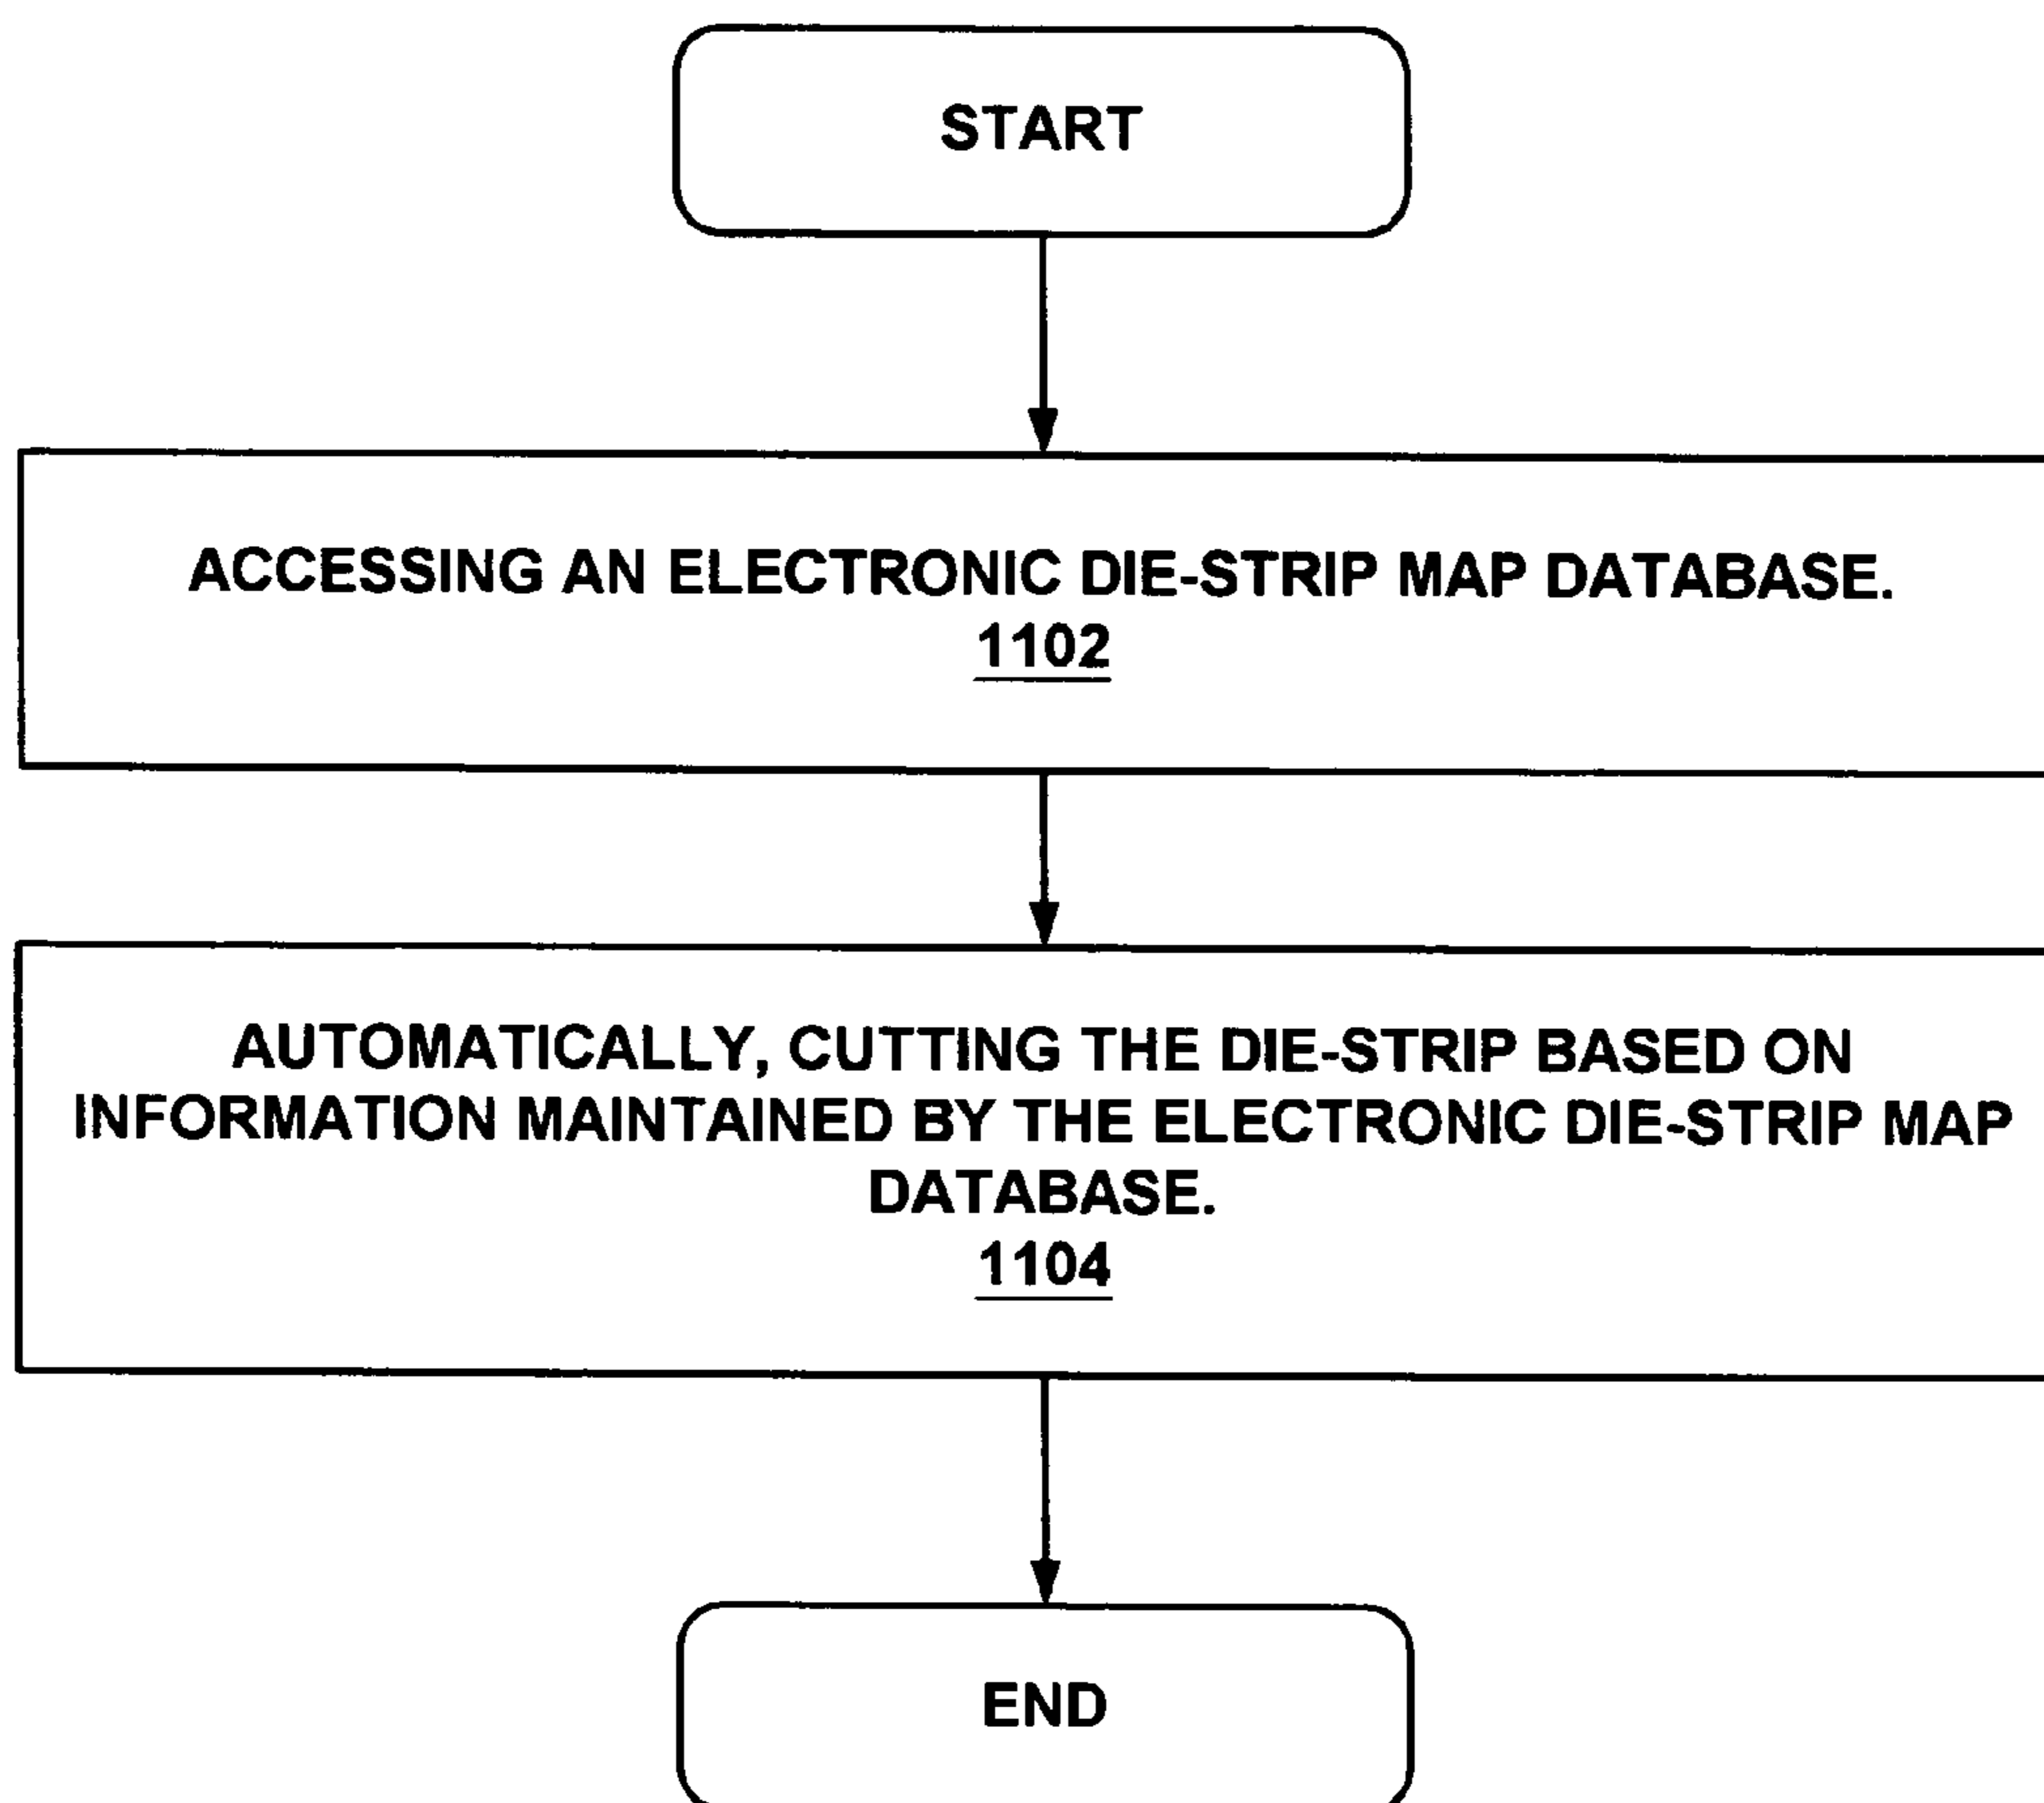 START
ACCESSING AN ELECTRONIC DIE-STRIP MAP DATABASE.
1102
AUTOMATICALLY, CUTTING THE DIE-STRIP BASED ON
INFORMATION MAINTAINED BY THE ELECTRONIC DIE-STRIP MAP
DATABASE.
1104
END